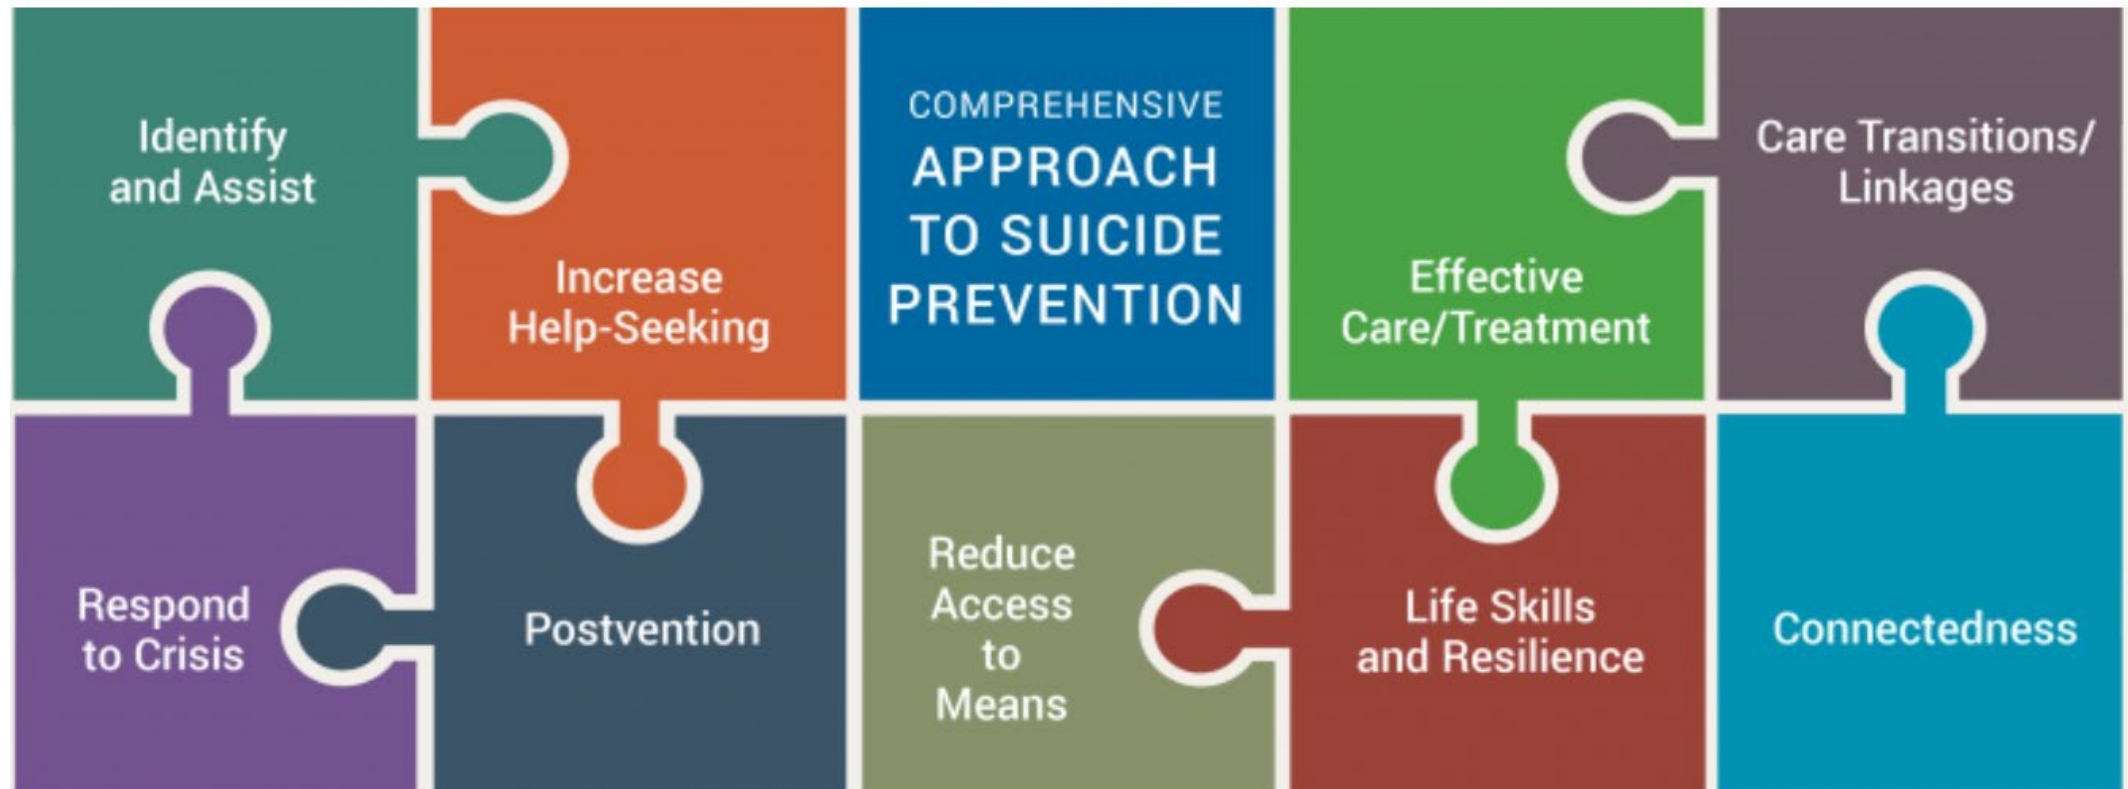 Identify
and Assist
Increase
Help-Seeking
COMPREHENSIVE
APPROACH
TO SUICIDE
PREVENTION
Effective
Care/Treatment
Care Transitions/
Linkages
Respond
to Crisis
Postvention
Reduce
Access
to
Means
Life Skills
and Resilience
Connectedness